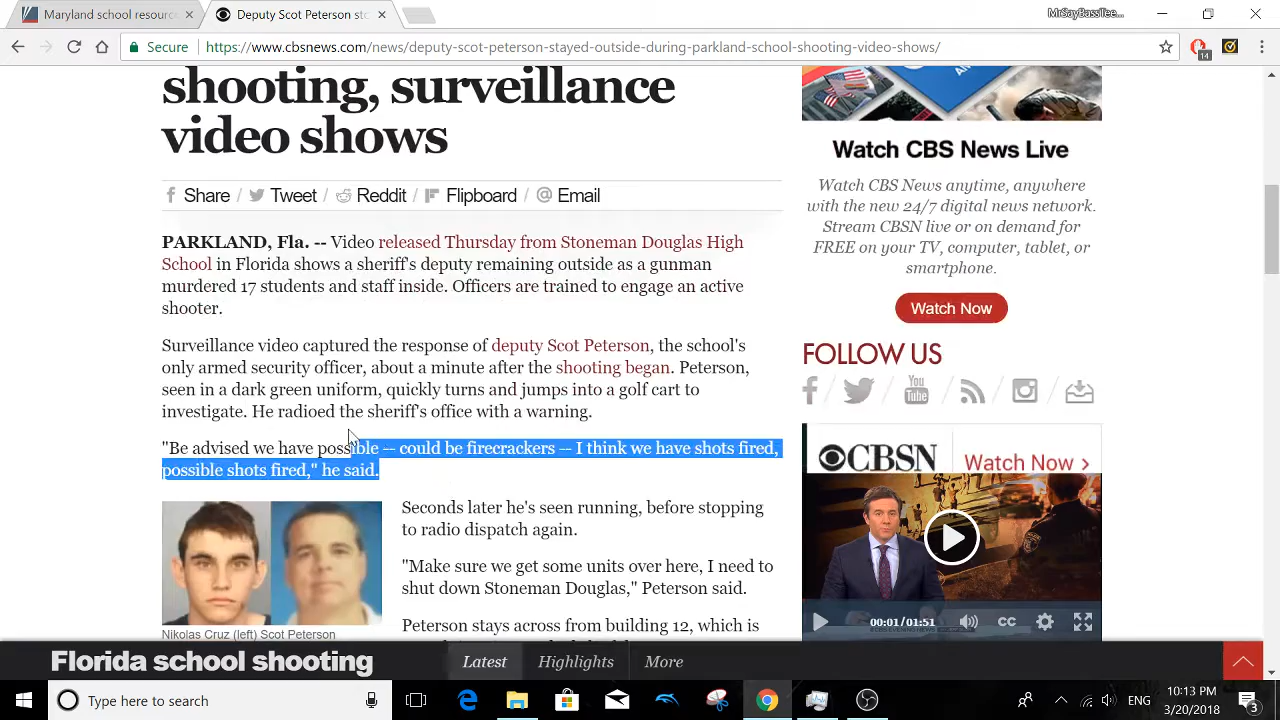 Maryland school resource
Deputy Scot Peterson stc
MrSayBassTee...
Secure
https://www.cbsnews.com/news/deputy-scot-peterson-stayed-outside-during-parkland-school-shooting-video-shows/
14
shooting, surveillance
video shows
Share / Tweet / Reddit / Flipboard / Email
PARKLAND, Fla. -- Video released Thursday from Stoneman Douglas High
School in Florida shows a sheriff's deputy remaining outside as a gunman
murdered 17 students and staff inside. Officers are trained to engage an active
shooter.
Surveillance video captured the response of deputy Scot Peterson, the school's
only armed security officer, about a minute after the shooting began. Peterson,
seen in a dark green uniform, quickly turns and jumps into a golf cart to
investigate. He radioed the sheriff's office with a warning.
"Be advised we have possible -- could be firecrackers -- I think we have shots fired,
possible shots fired," he said.
Seconds later he's seen running, before stopping
to radio dispatch again.
"Make sure we get some units over here, I need to
shut down Stoneman Douglas," Peterson said.
Peterson stays across from building 12, which is
Nikolas Cruz (left) Scot Peterson
Watch CBS News Live
Watch CBS News anytime, anywhere
with the new 24/7 digital news network.
Stream CBSN live or on demand for
FREE on your TV, computer, tablet, or
smartphone.
Watch Now
FOLLOW US
You
Tube
CBSN
Watch Now >
00:01/01:51
CC
Florida school shooting
Latest
Highlights
More
Type here to search
ENG
10:13 PM
3/20/2018
3